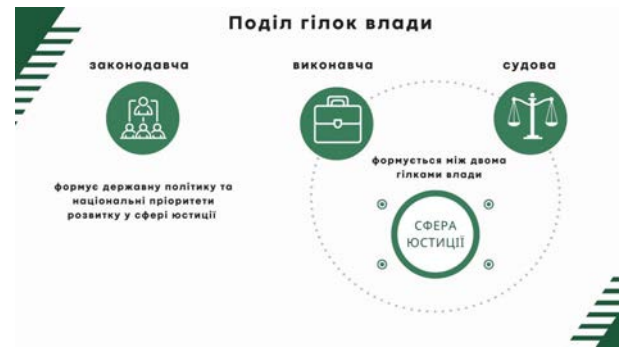 Поділ гілок влади
законодавча
виконавча
судова
формує державну політику та
національні пріоритети
розвитку у сфері юстиції
формується між двома
гілками влади
СФЕРА
ЮСТИЦІЇ